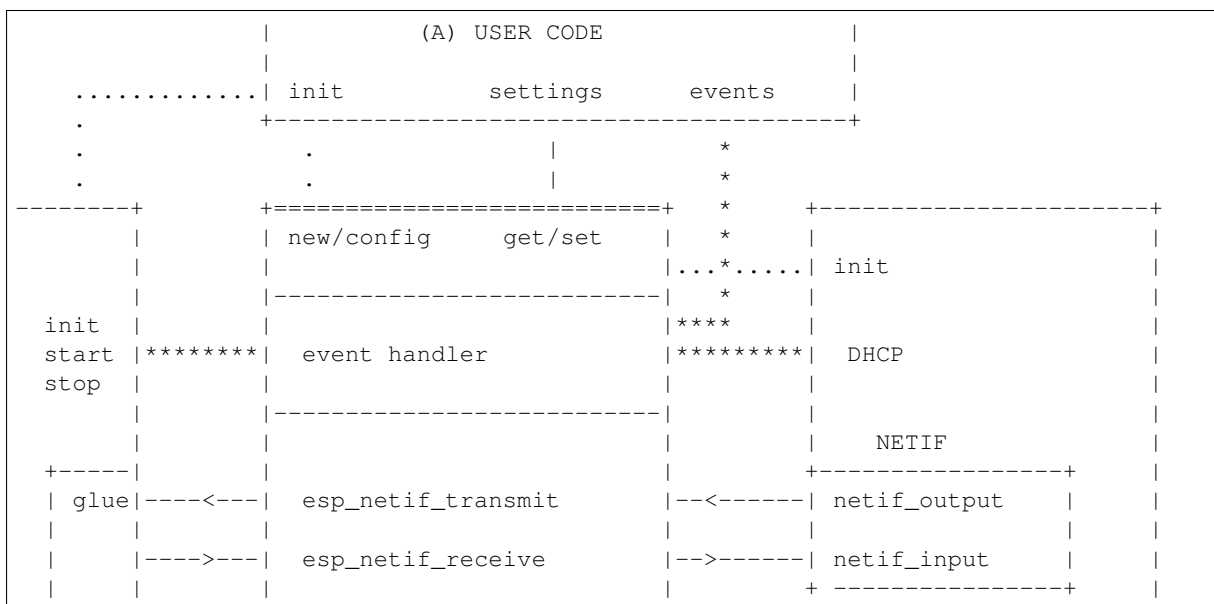 (A) USER CODE
init settings events
new/config get/set
init
init
start event handler DHCP
stop
NETIF
glue esp_netif_transmit netif_output
esp_netif_receive netif_input